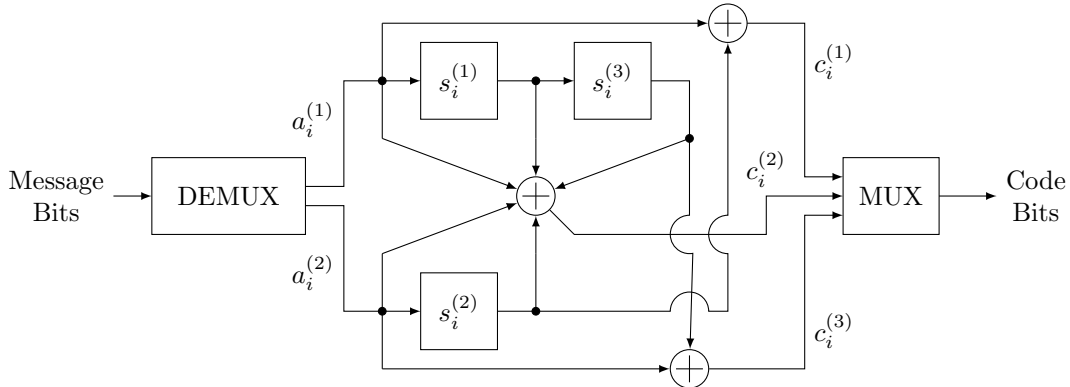 c_i^{(1)}
s_i^{(1)}
s_i^{(3)}
a_i^{(1)}
Message
Bits
DEMUX
c_i^{(2)}
MUX
Code
Bits
a_i^{(2)}
s_i^{(2)}
c_i^{(3)}